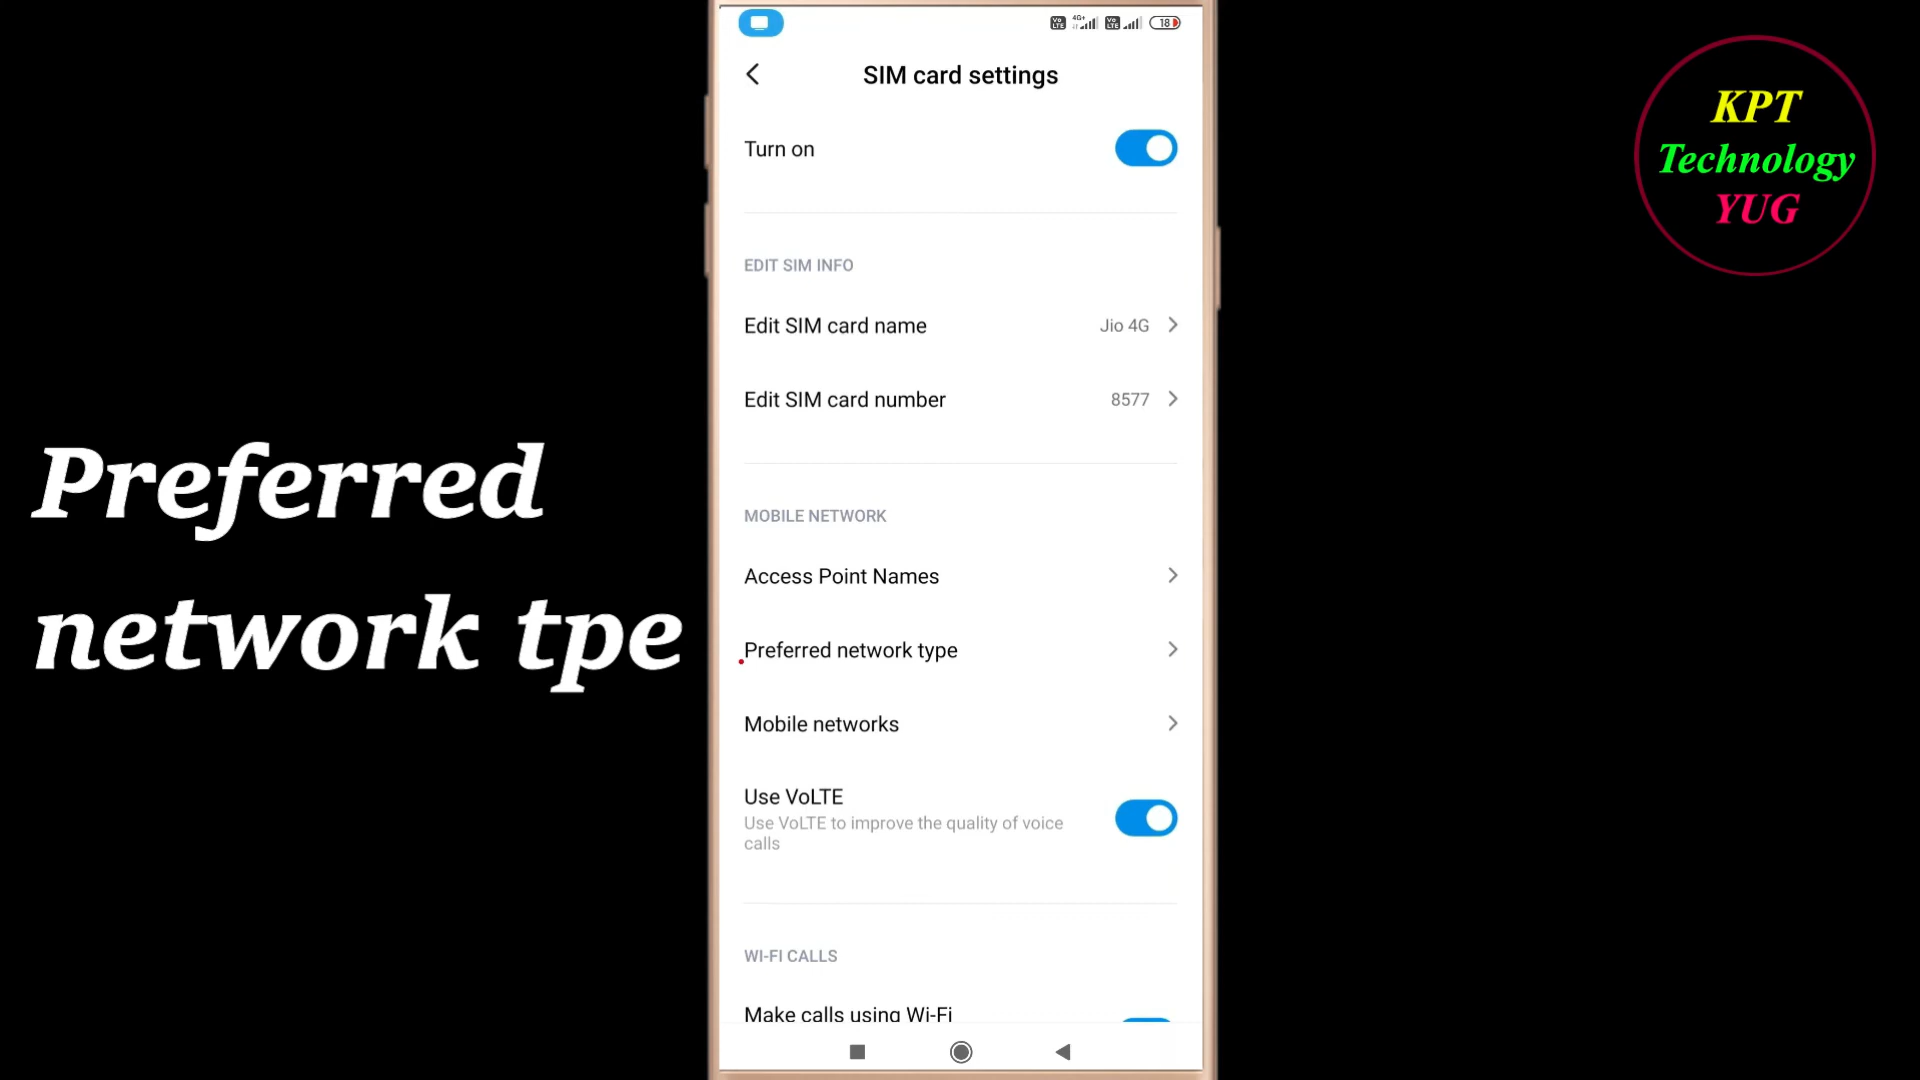 18
SIM card settings
Turn on
EDIT SIM INFO
Edit SIM card name
Jio 4G
Edit SIM card number
8577
MOBILE NETWORK
Access Point Names
Preferred network type
Mobile networks
Use VoLTE
Use VoLTE to improve the quality of voice
calls
WI-FI CALLS
Make calls using Wi-Fi
Preferred
network tpe
KPT
Technology
YUG